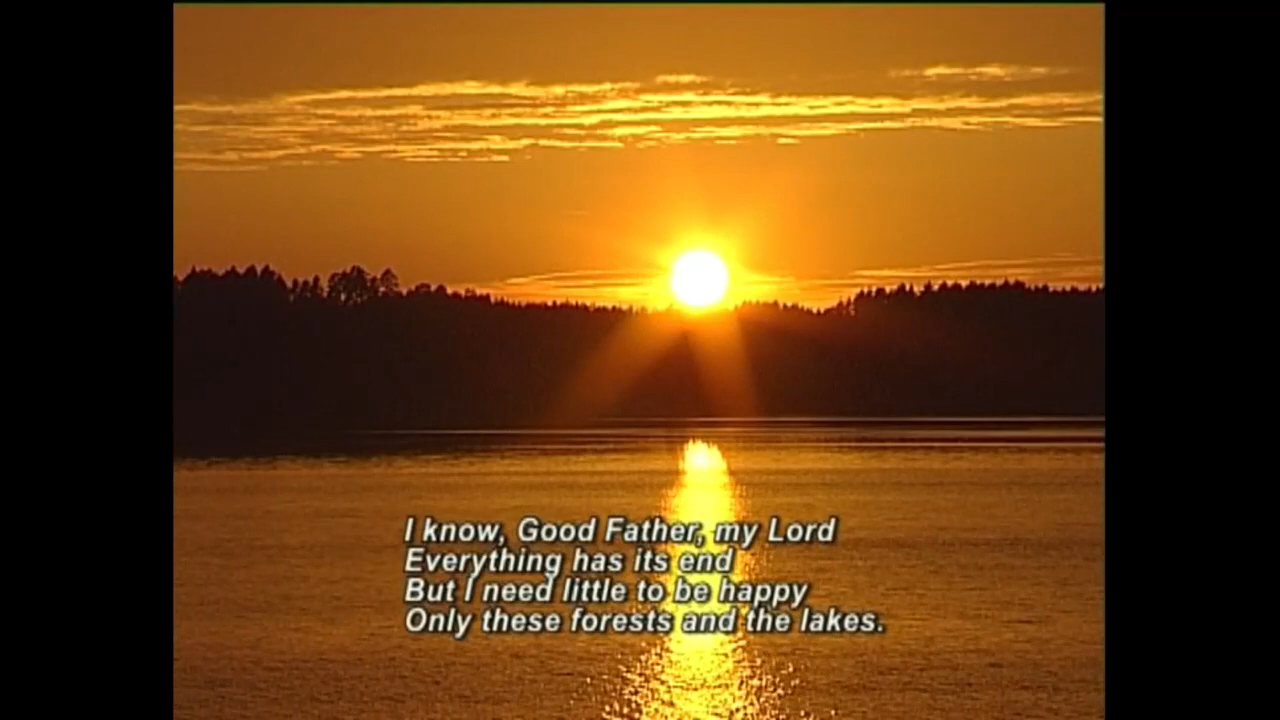 I know, Good Father, my Lord
Everything has its end
But I need little to be happy
Only these forests and the lakes.